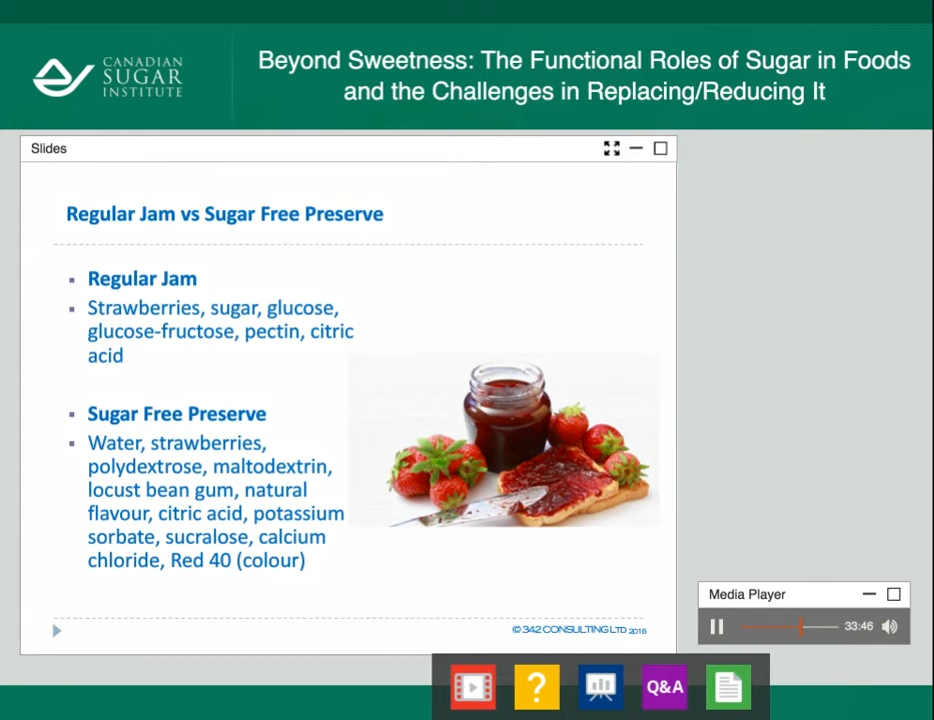 CANADIAN
SUGAR
INSTITUTE
Beyond Sweetness: The Functional Roles of Sugar in Foods
and the Challenges in Replacing/Reducing It
Slides
Regular Jam vs Sugar Free Preserve
Regular Jam
Strawberries, sugar, glucose,
glucose-fructose, pectin, citric
acid
Sugar Free Preserve
Water, strawberries,
polydextrose, maltodextrin,
locust bean gum, natural
flavour, citric acid, potassium
sorbate, sucralose, calcium
chloride, Red 40 (colour)
© 342 CONSULTING LTD 2016
Media Player
33:46
?
Q&A